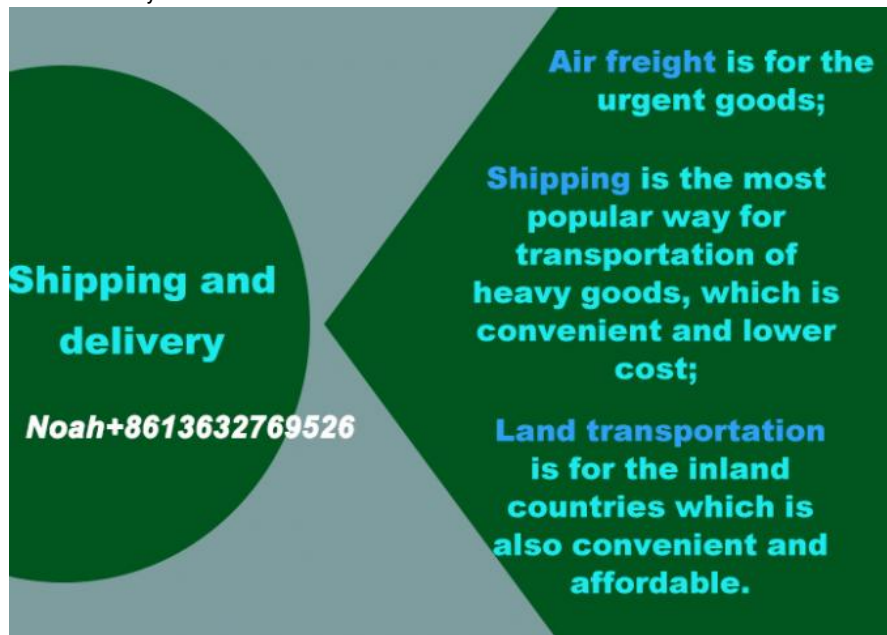 Shipping and
delivery
Noah+8613632769526
Air freight is for the
urgent goods;
Shipping is the most
popular way for
transportation of
heavy goods, which is
convenient and lower
cost;
Land transportation
is for the inland
countries which is
also convenient and
affordable.